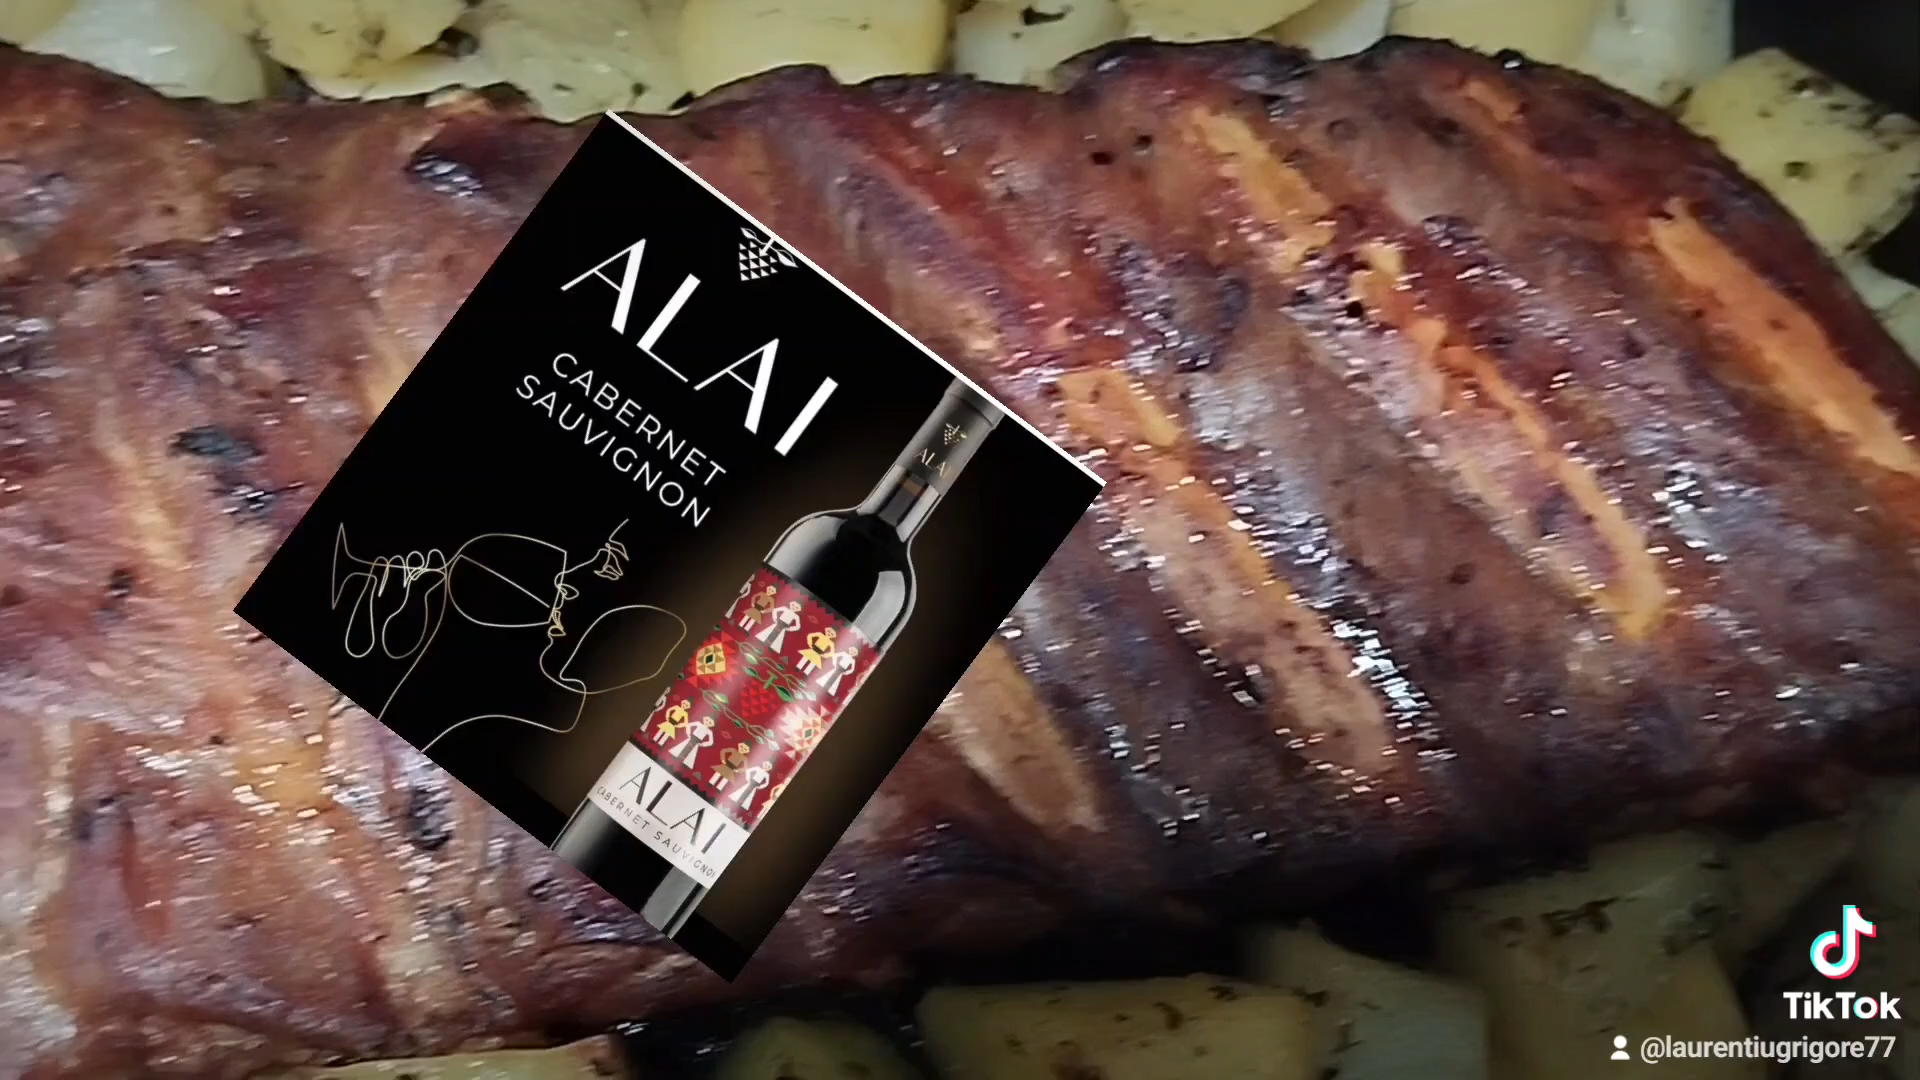 ALAI
CABERNET
SAUVIGNON
ALAI
ALAI
CABERNET SAUVIGNON
TikTok
@laurentiugrigore77